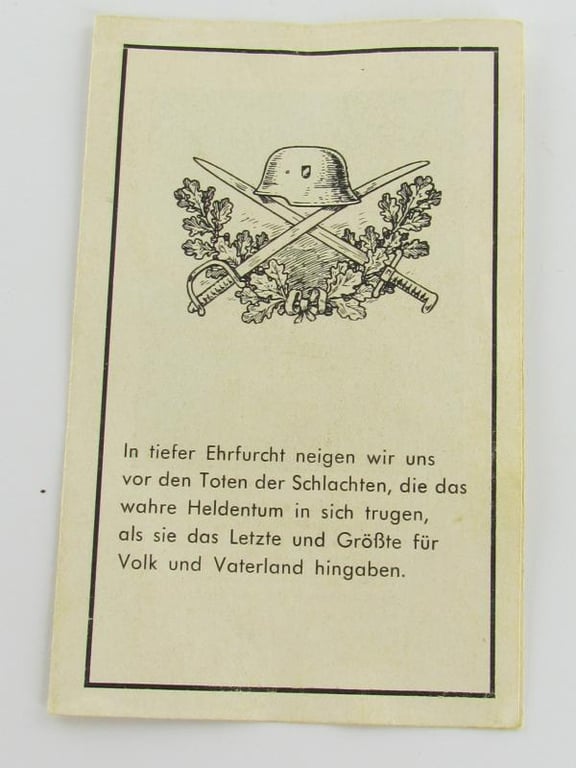 In tiefer Ehrfurcht neigen wir uns
vor den Toten der Schlachten, die das
wahre Heldentum in sich trugen,
als sie das Letzte und Größte für
Volk und Vaterland hingaben.